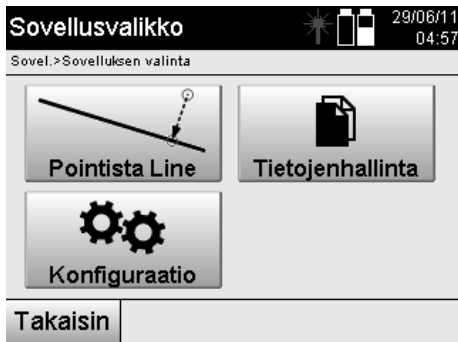 Sovellusvalikko
29/06/11
04:57
Sovel.>Sovelluksen valinta
Pointista Line
Tietojenhallinta
Konfiguraatio
Takaisin